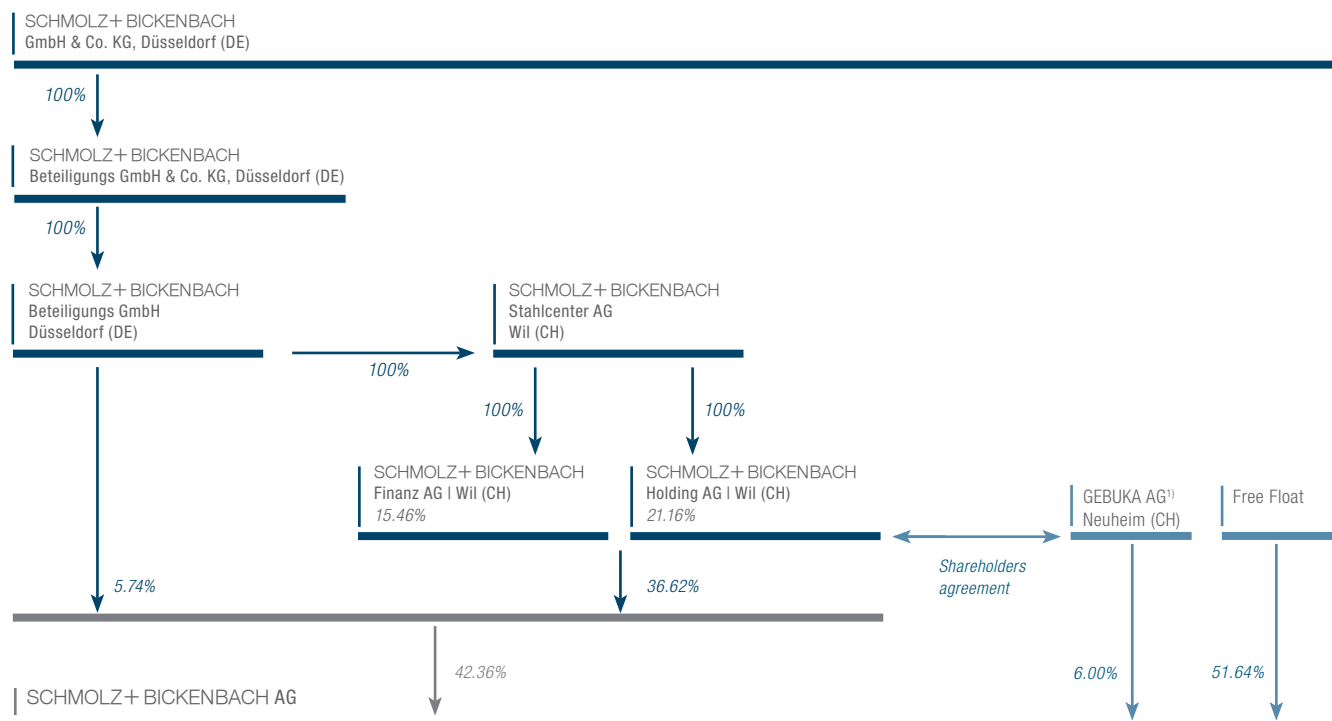 SCHMOLZ+ BICKENBACH
GmbH & Co. KG, Düsseldorf (DE)
100%
SCHMOLZ+ BICKENBACH
Beteiligungs GmbH & Co. KG, Düsseldorf (DE)
100%
SCHMOLZ+ BICKENBACH
Beteiligungs GmbH
Düsseldorf (DE)
SCHMOLZ+ BICKENBACH
Stahlcenter AG
Wil (CH)
100%
100%
100%
SCHMOLZ+ BICKENBACH
Finanz AG | Wil (CH)
15.46%
SCHMOLZ+ BICKENBACH
Holding AG | Wil (CH)
21.16%
GEBUKA AG¹⁾
Neuheim (CH)
Free Float
Shareholders
agreement
5.74%
36.62%
42.36%
6.00%
51.64%
SCHMOLZ+ BICKENBACH AG